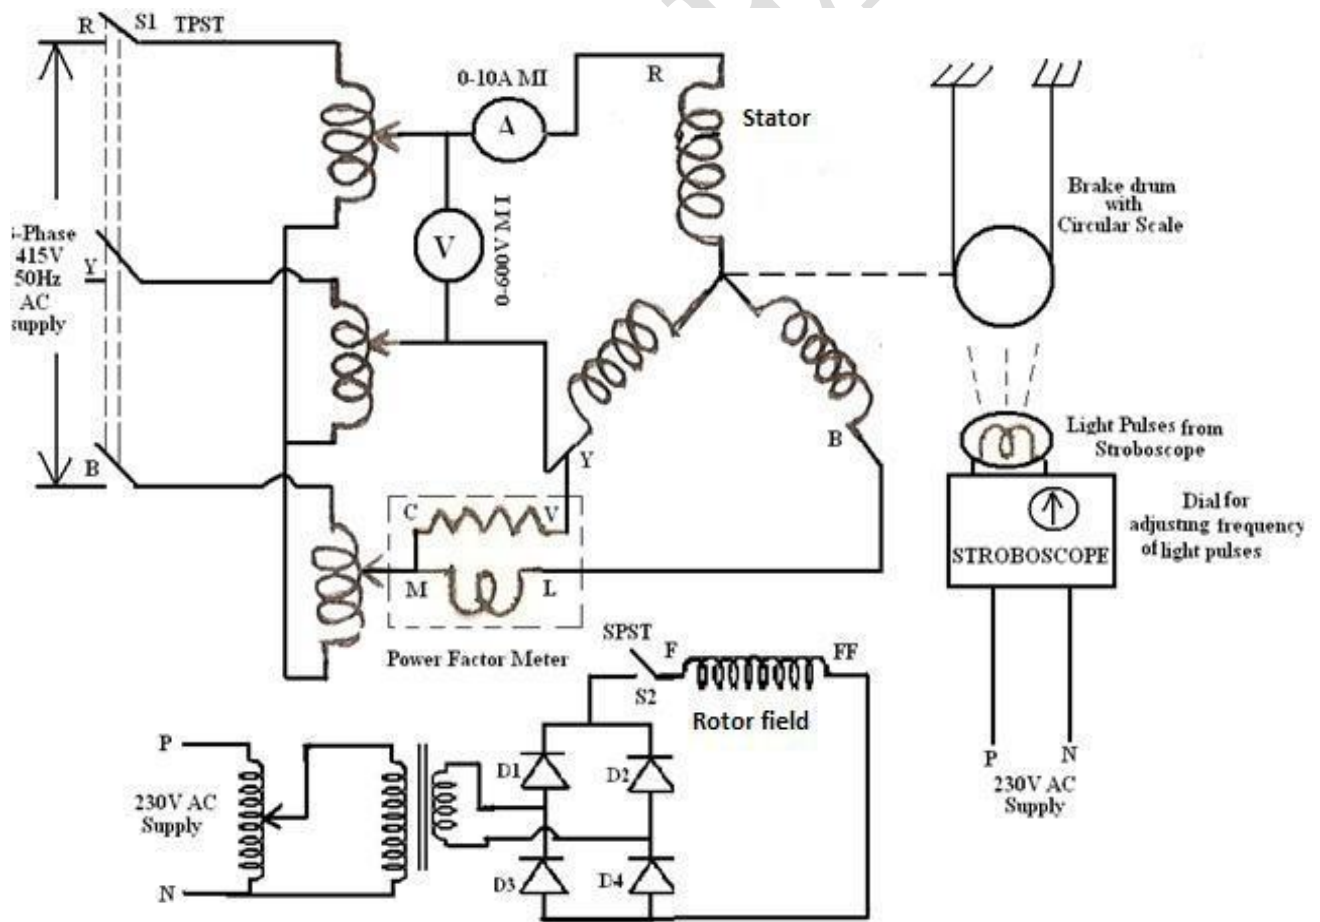 R S1 TPST
0-10A MI
R
A
Stator
V
0-600V MI
Brake drum
with
Circular Scale
-Phase
415V
Y
50Hz
AC
supply
B
Y
B
C V
M L
Power Factor Meter
Light Pulses from
Stroboscope
Dial for
adjusting frequency
of light pulses
STROBOSCOPE
SPST
F FF
S2
Rotor field
P
230V AC
Supply
N
D1 D2
D3 D4
P N
230V AC
Supply